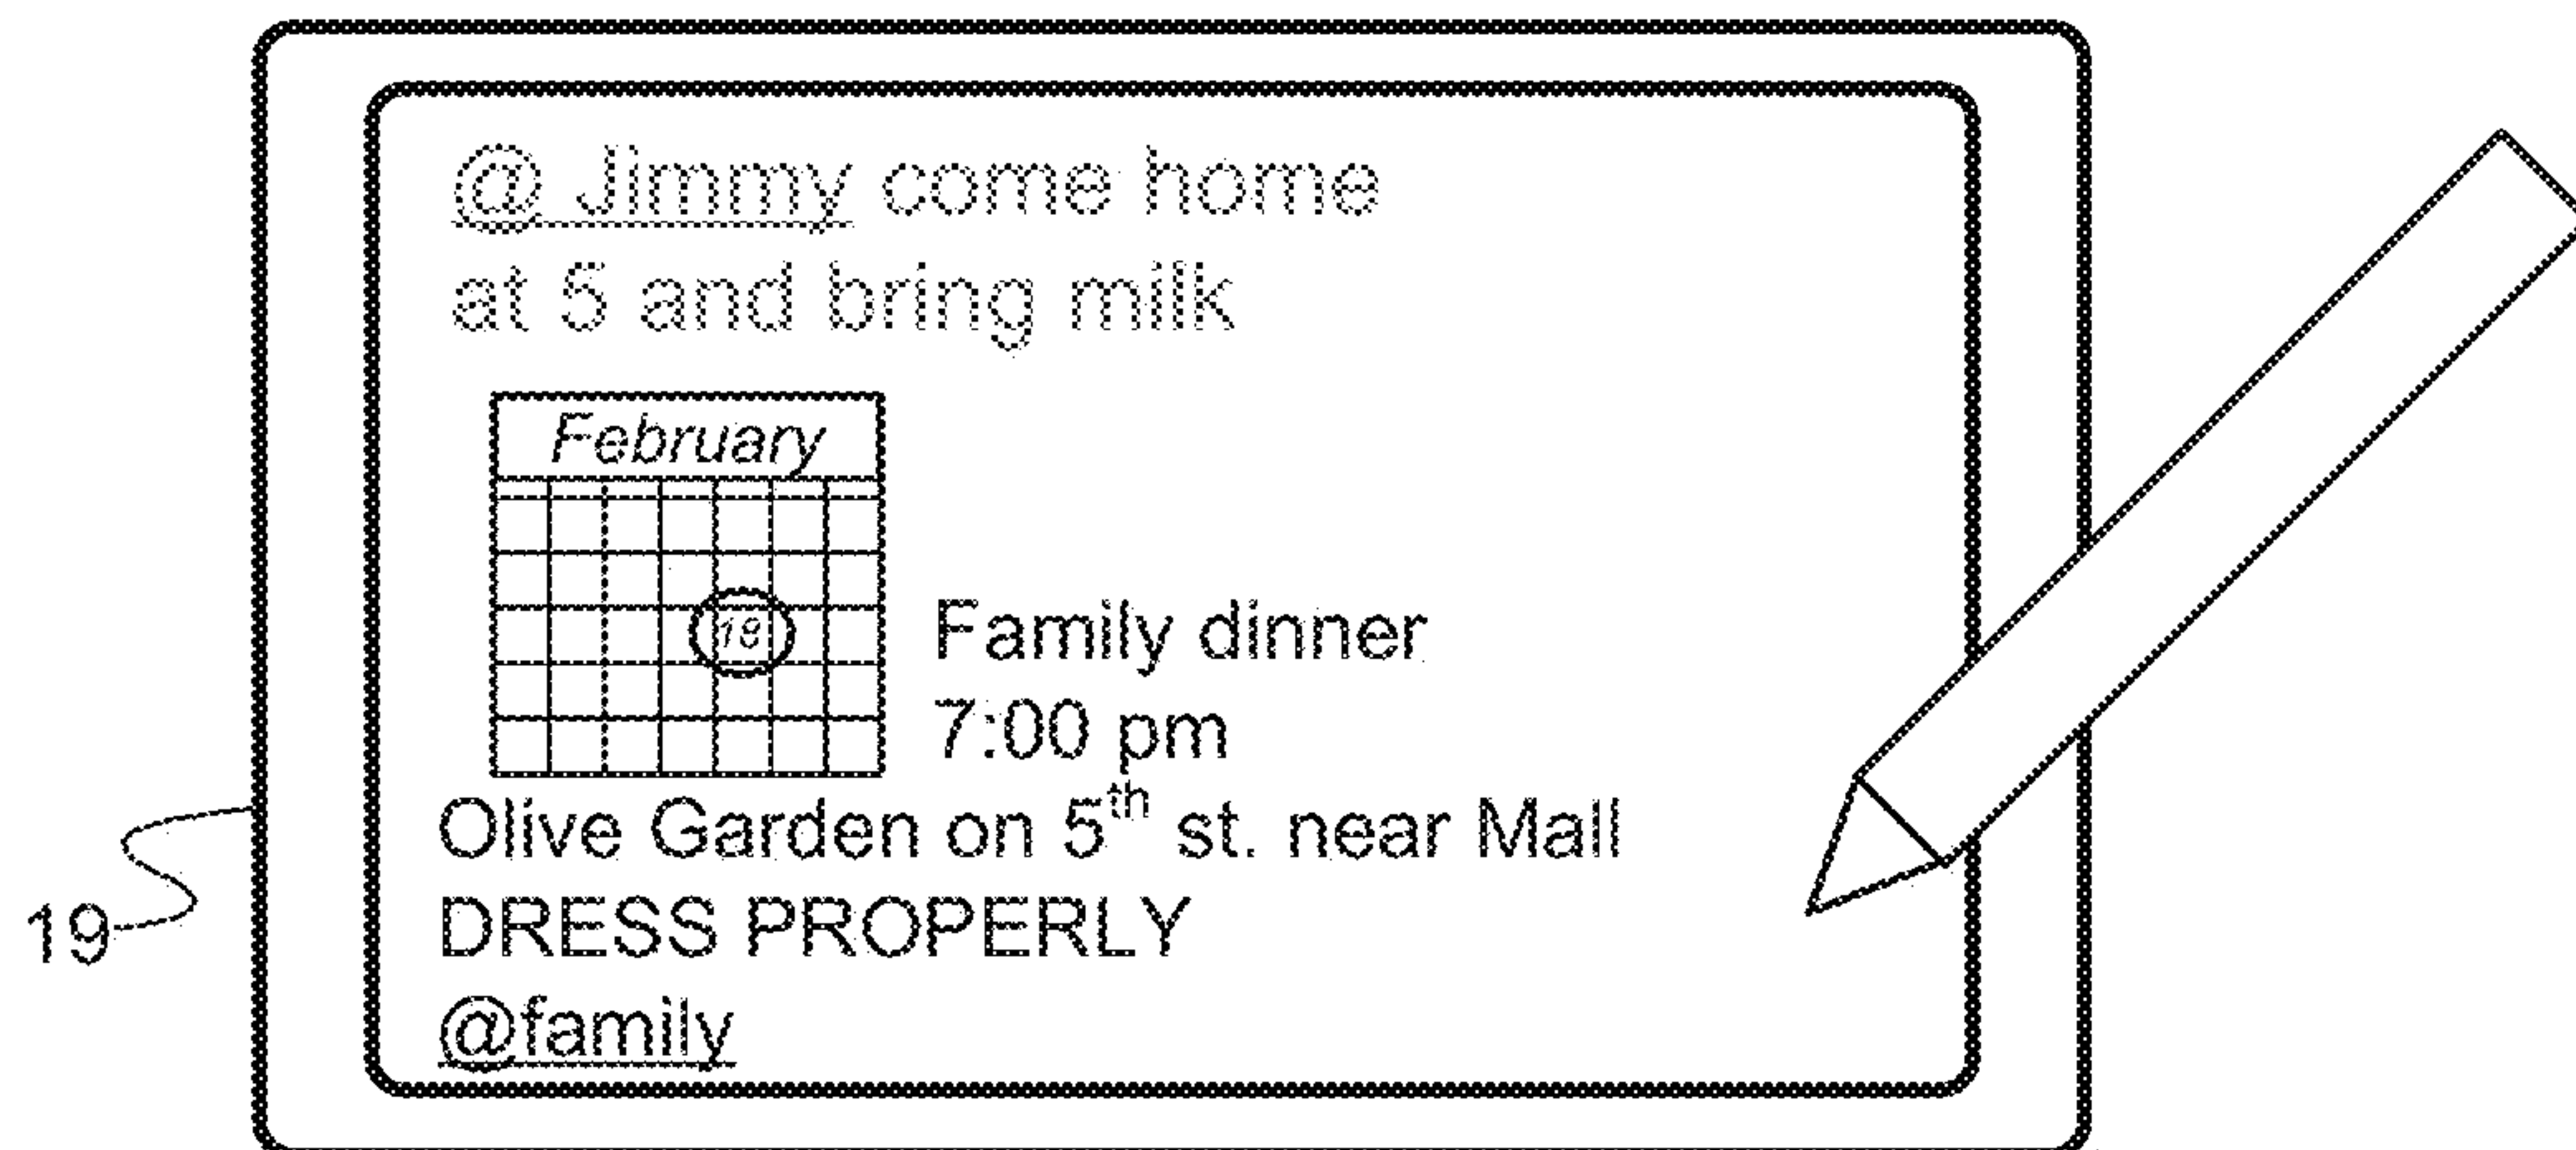 @ Jimmy come home
at 5 and bring milk
February
18
Family dinner
7:00 pm
Olive Garden on 5th st. near Mall
DRESS PROPERLY
@family
19